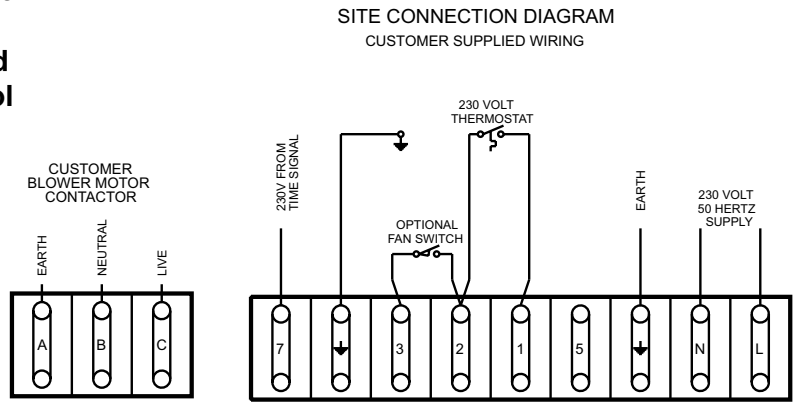 SITE CONNECTION DIAGRAM
CUSTOMER SUPPLIED WIRING
CUSTOMER
BLOWER MOTOR
CONTACTOR
EARTH
NEUTRAL
LIVE
A
B
C
230V FROM
TIME SIGNAL
OPTIONAL
FAN SWITCH
230 VOLT
THERMOSTAT
EARTH
230 VOLT
50 HERTZ
SUPPLY
7
3
2
1
5
N
L